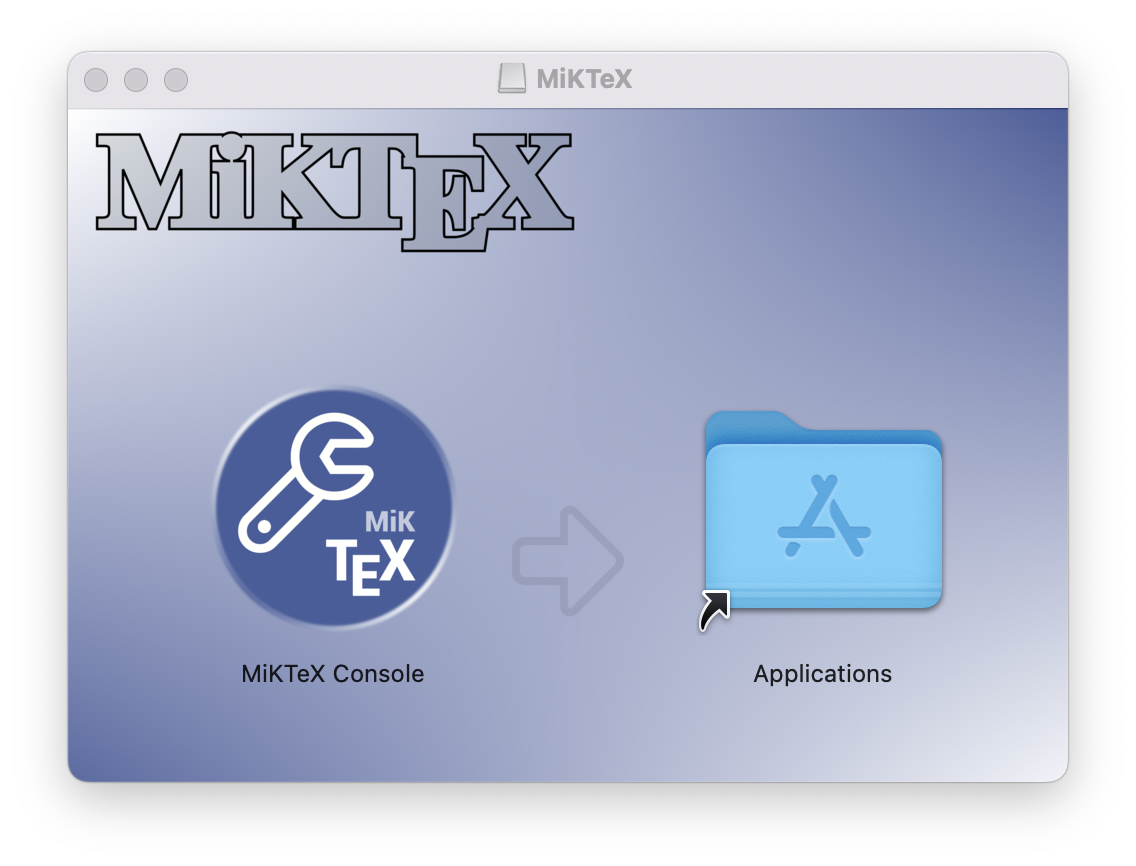 MiKTeX
MiKTEX
MiK
TEX
MiKTeX Console
Applications